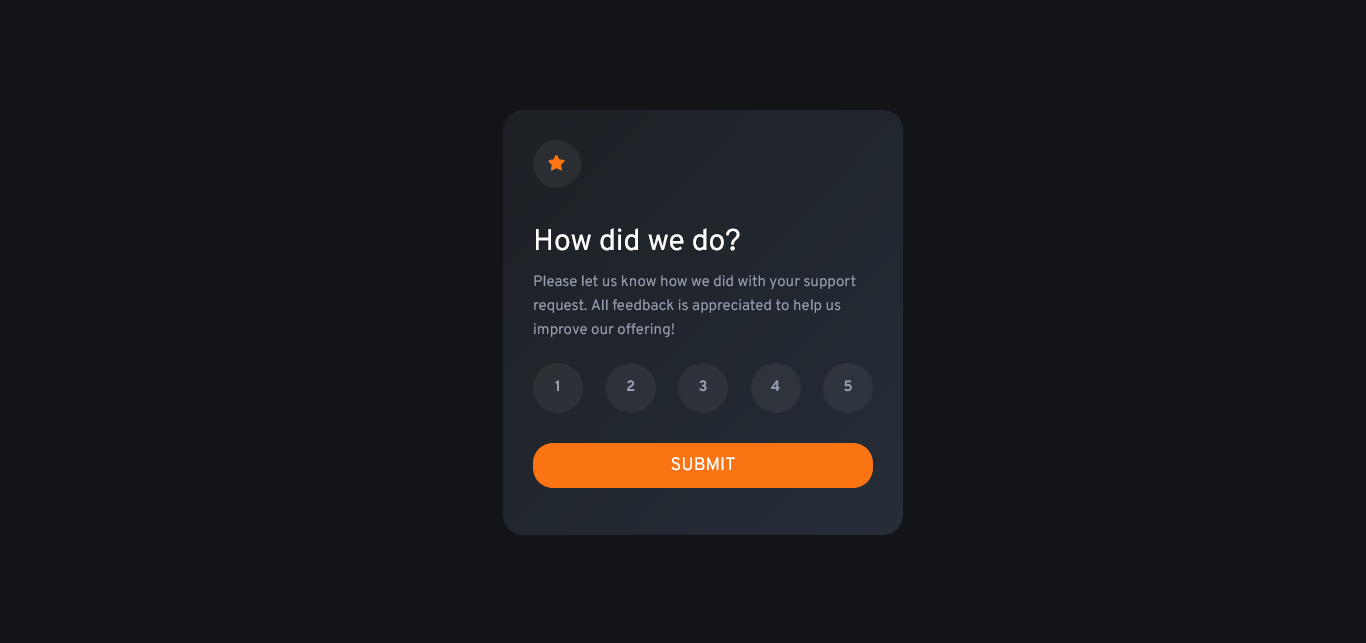 How did we do?
Please let us know how we did with your support
request. All feedback is appreciated to help us
improve our offering!
1 2 3 4 5
SUBMIT